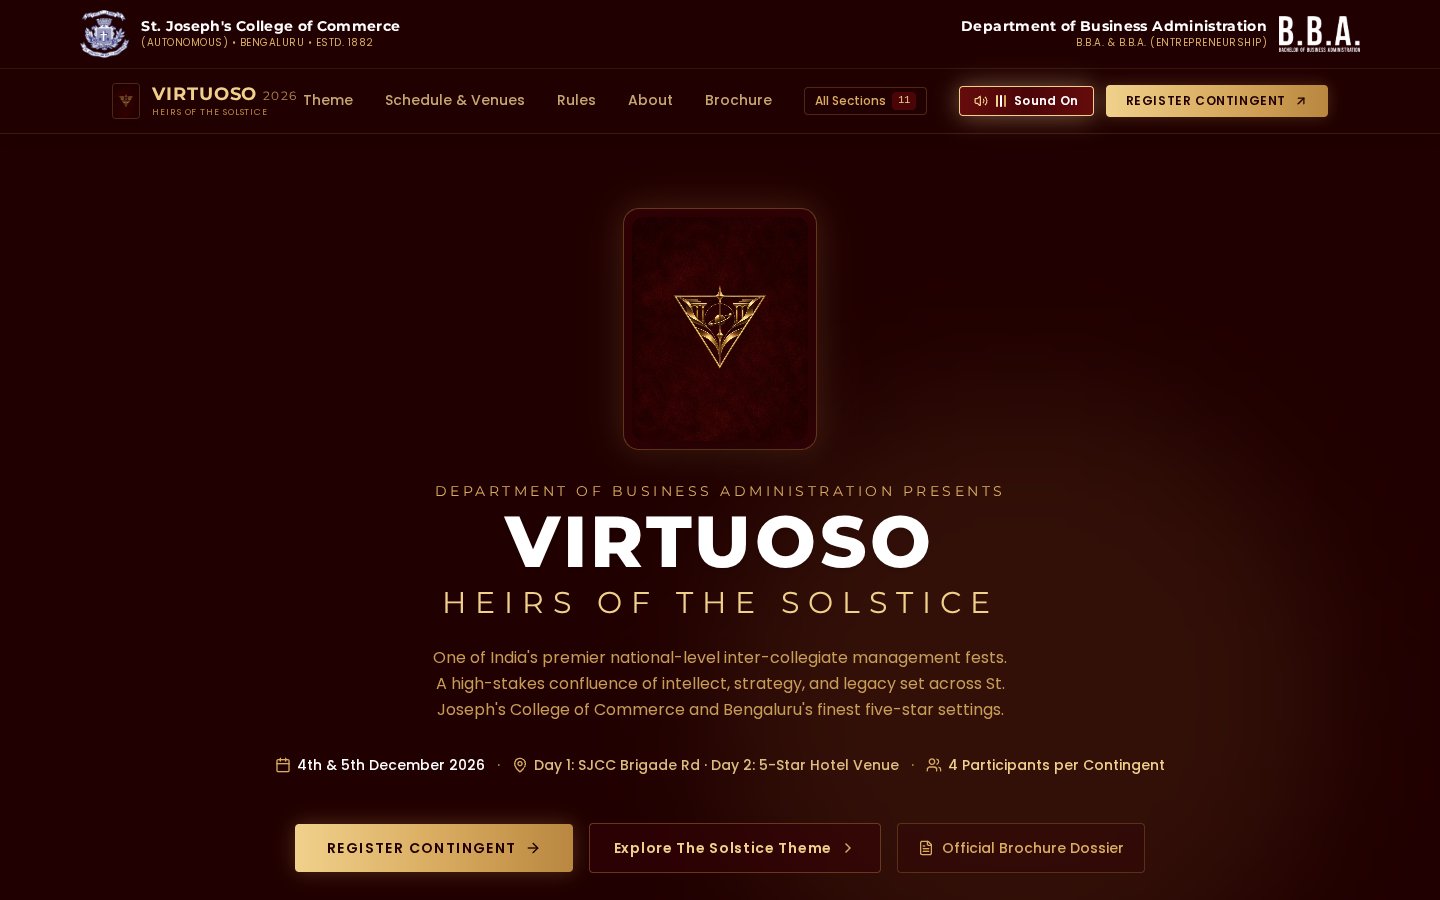 St. Joseph's College of Commerce
(AUTONOMOUS) • BENGALURU • ESTD. 1882
Department of Business Administration
B.B.A. & B.B.A. (ENTREPRENEURSHIP)
B.B.A.
BACHELOR OF BUSINESS ADMINISTRATION
VIRTUOSO 2026
HEIRS OF THE SOLSTICE
Theme
Schedule & Venues
Rules
About
Brochure
All Sections 11
Sound On
REGISTER CONTINGENT
DEPARTMENT OF BUSINESS ADMINISTRATION PRESENTS
VIRTUOSO
HEIRS OF THE SOLSTICE
One of India's premier national-level inter-collegiate management fests.
A high-stakes confluence of intellect, strategy, and legacy set across St.
Joseph's College of Commerce and Bengaluru's finest five-star settings.
4th & 5th December 2026 · Day 1: SJCC Brigade Rd · Day 2: 5-Star Hotel Venue · 4 Participants per Contingent
REGISTER CONTINGENT
Explore The Solstice Theme
Official Brochure Dossier